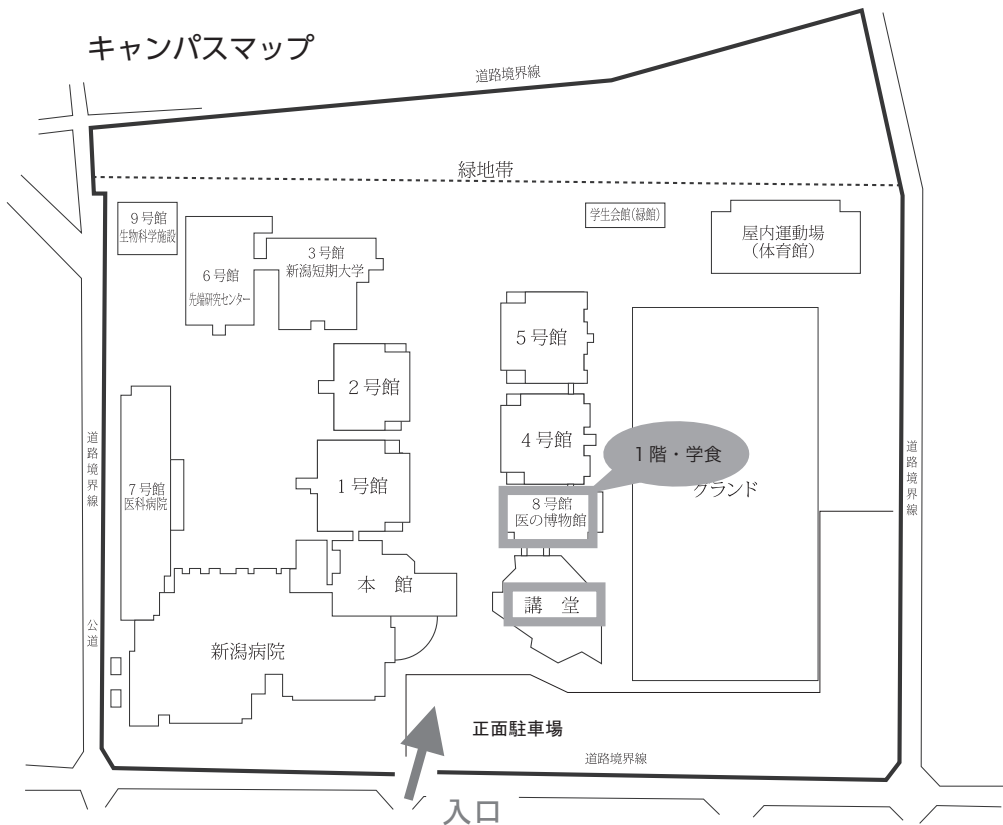 キャンパスマップ
道路境界線
緑地帯
9号館
生物科学施設
6号館
先端研究センター
3号館
新潟短期大学
学生会館(緑館)
屋内運動場
(体育館)
5号館
2号館
4号館
1階・学食
グランド
道路境界線
7号館
医科病院
1号館
8号館
医の博物館
道路境界線
本館
講堂
公道
新潟病院
正面駐車場
道路境界線
入口